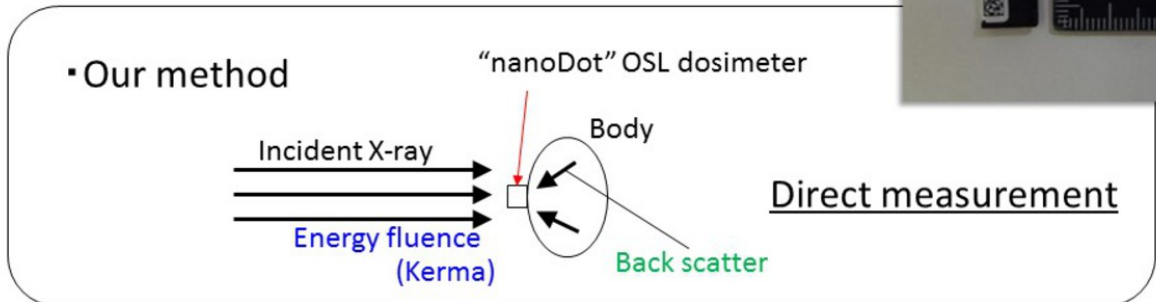 ・Our method
“nanoDot” OSL dosimeter
Body
Incident X-ray
Direct measurement
Energy fluence
(Kerma)
Back scatter